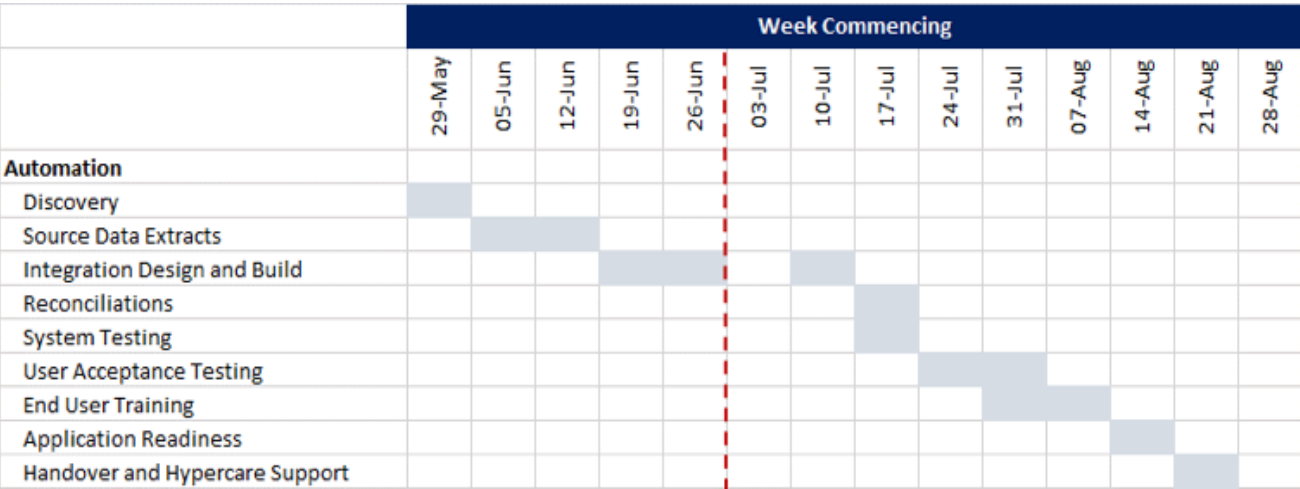 Week Commencing
29-May 05-Jun 12-Jun 19-Jun 26-Jun 03-Jul 10-Jul 17-Jul 24-Jul 31-Jul 07-Aug 14-Aug 21-Aug 28-Aug
Automation
Discovery
Source Data Extracts
Integration Design and Build
Reconciliations
System Testing
User Acceptance Testing
End User Training
Application Readiness
Handover and Hypercare Support